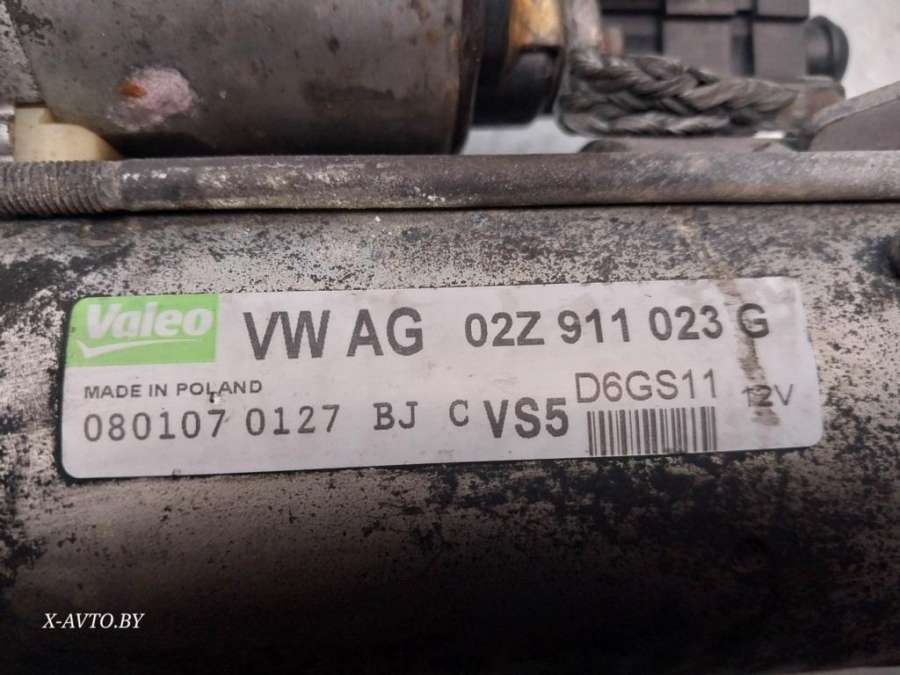 Valeo VW AG 02Z 911 023 G
MADE IN POLAND D6GS11 12V
080107 0127 BJ C VS5
X-AVTO.BY